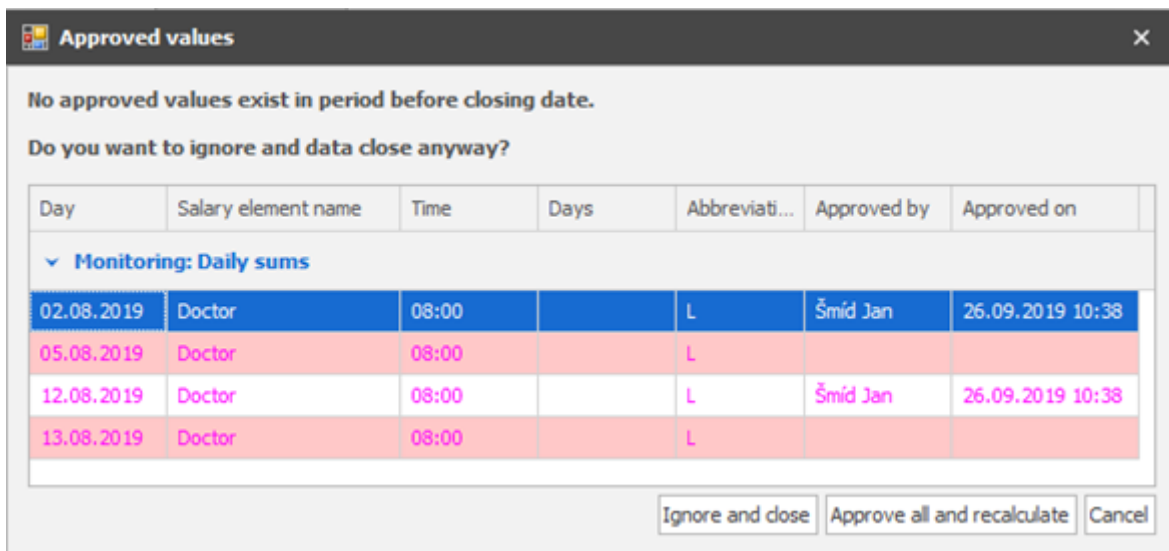 Approved values
No approved values exist in period before closing date.
Do you want to ignore and data close anyway?
Day Salary element name Time Days Abbreviati... Approved by Approved on
Monitoring: Daily sums
02.08.2019 Doctor 08:00 L Šmíd Jan 26.09.2019 10:38
05.08.2019 Doctor 08:00 L
12.08.2019 Doctor 08:00 L Šmíd Jan 26.09.2019 10:38
13.08.2019 Doctor 08:00 L
Ignore and close Approve all and recalculate Cancel